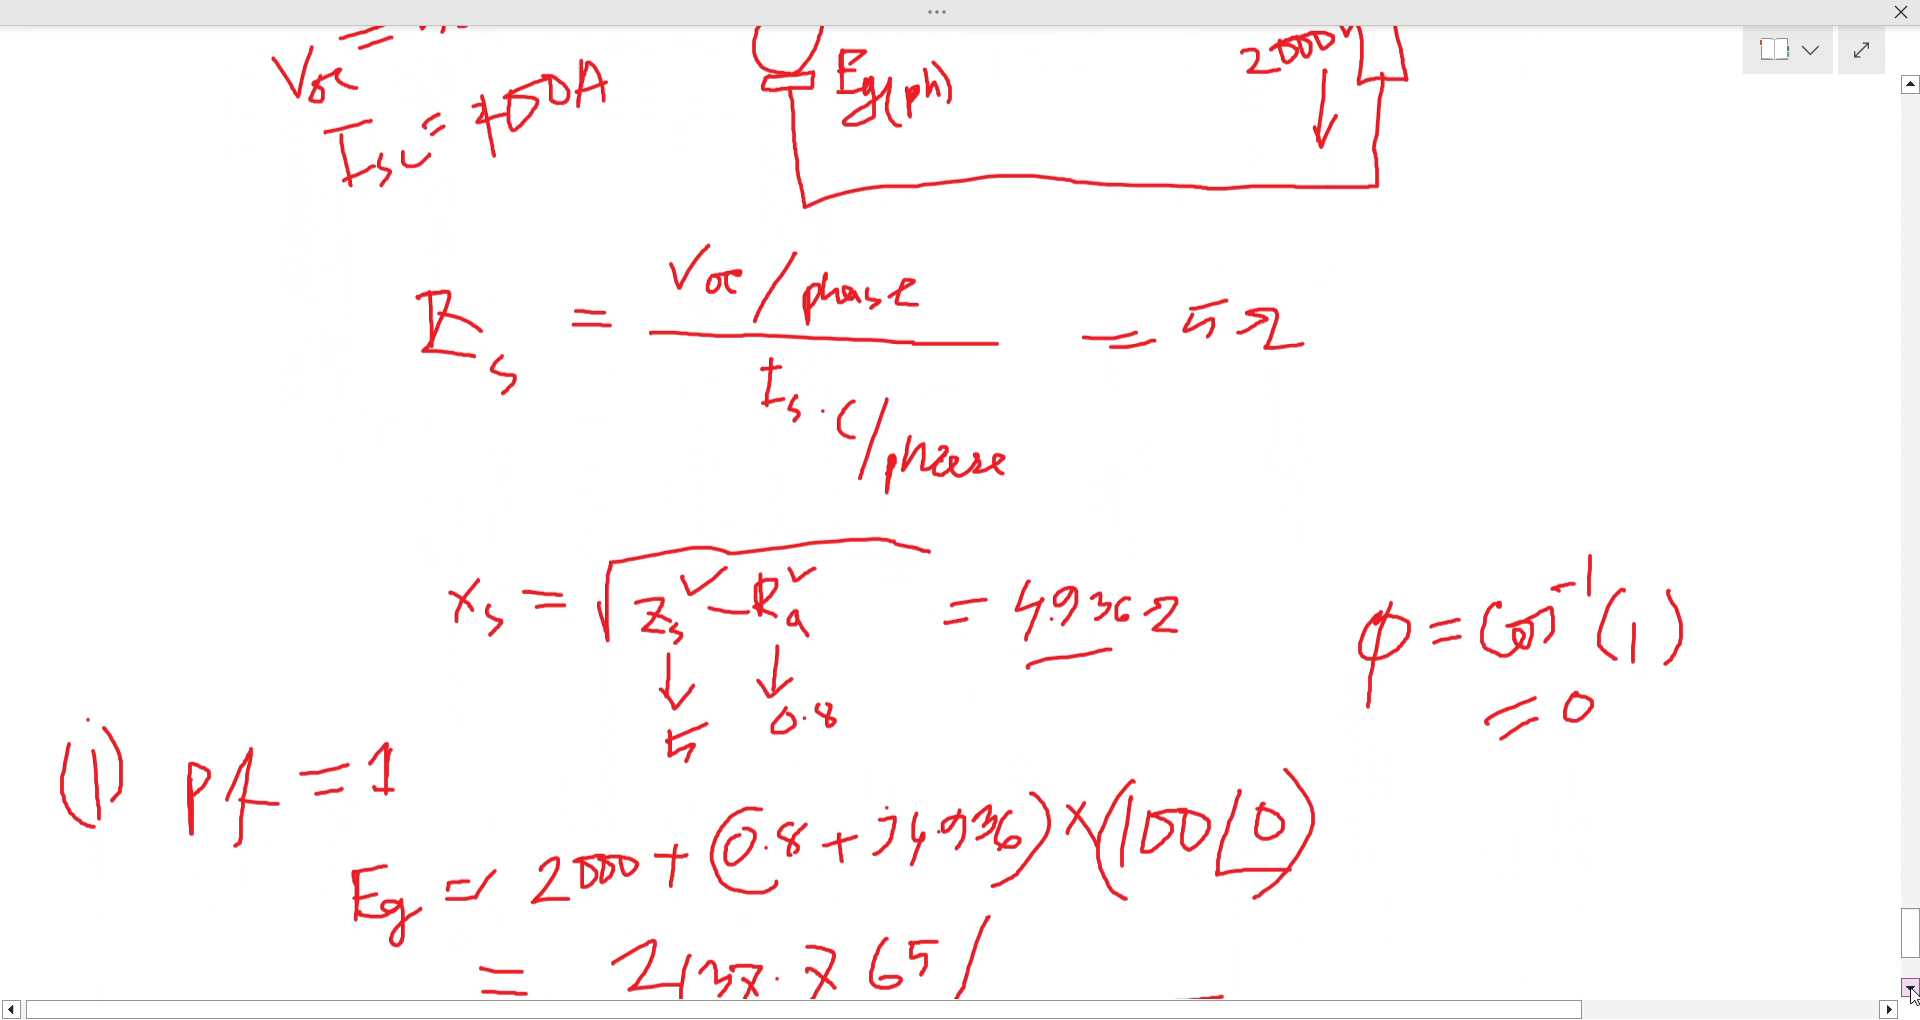 Voc =
Isc = 100A
Eg(ph)
2000V
Zs = Voc/phase / Is.c/phase = 5Ω
Xs = √(Zs² - Ra²) = 4.936Ω
5
0.8
φ = Cos⁻¹(1)
= 0
(i) pf = 1
Eg = 2000 + (0.8 + j4.936) × (100∠0)
= 2137.765∠